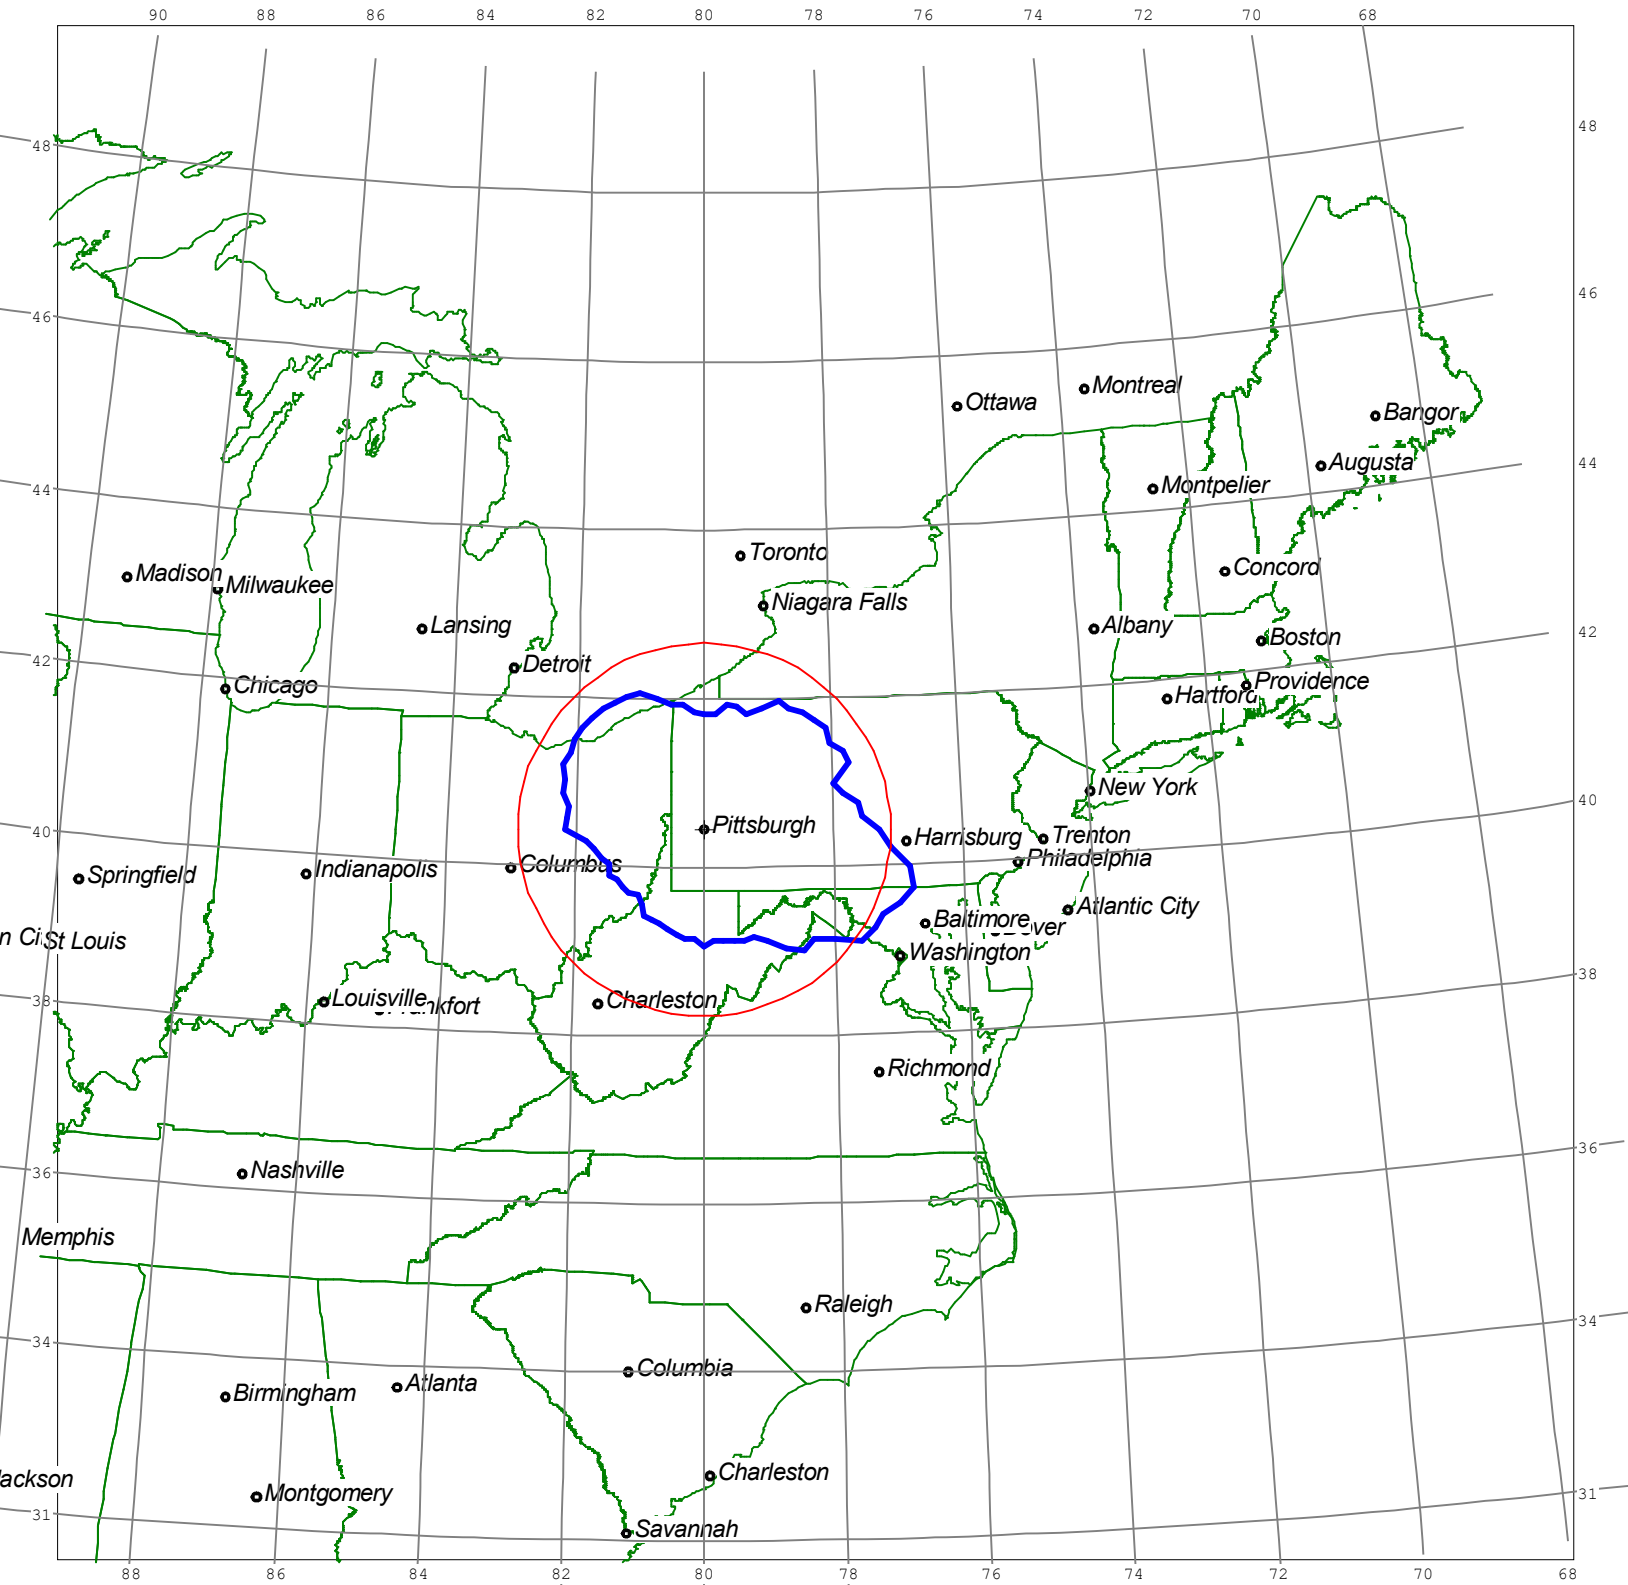 90 88 86 84 82 80 78 76 74 72 70 68
48 48
46 46
Montreal
Ottawa
Bangor
44 44
Augusta
Montpelier
Toronto
Concord
Madison
Milwaukee
Niagara Falls
Lansing
Albany
42 42
Boston
Detroit
Chicago
Providence
Hartford
New York
40 40
Pittsburgh
Harrisburg
Trenton
Philadelphia
Columbus
Indianapolis
Springfield
Atlantic City
Baltimore
n Ci
St Louis
Washington
38 38
Louisville
Charleston
Richmond
36 36
Nashville
Memphis
Raleigh
34 34
Columbia
Atlanta
Birmingham
Charleston
ackson
Montgomery
31 31
Savannah
88 86 84 82 80 78 76 74 72 70 68